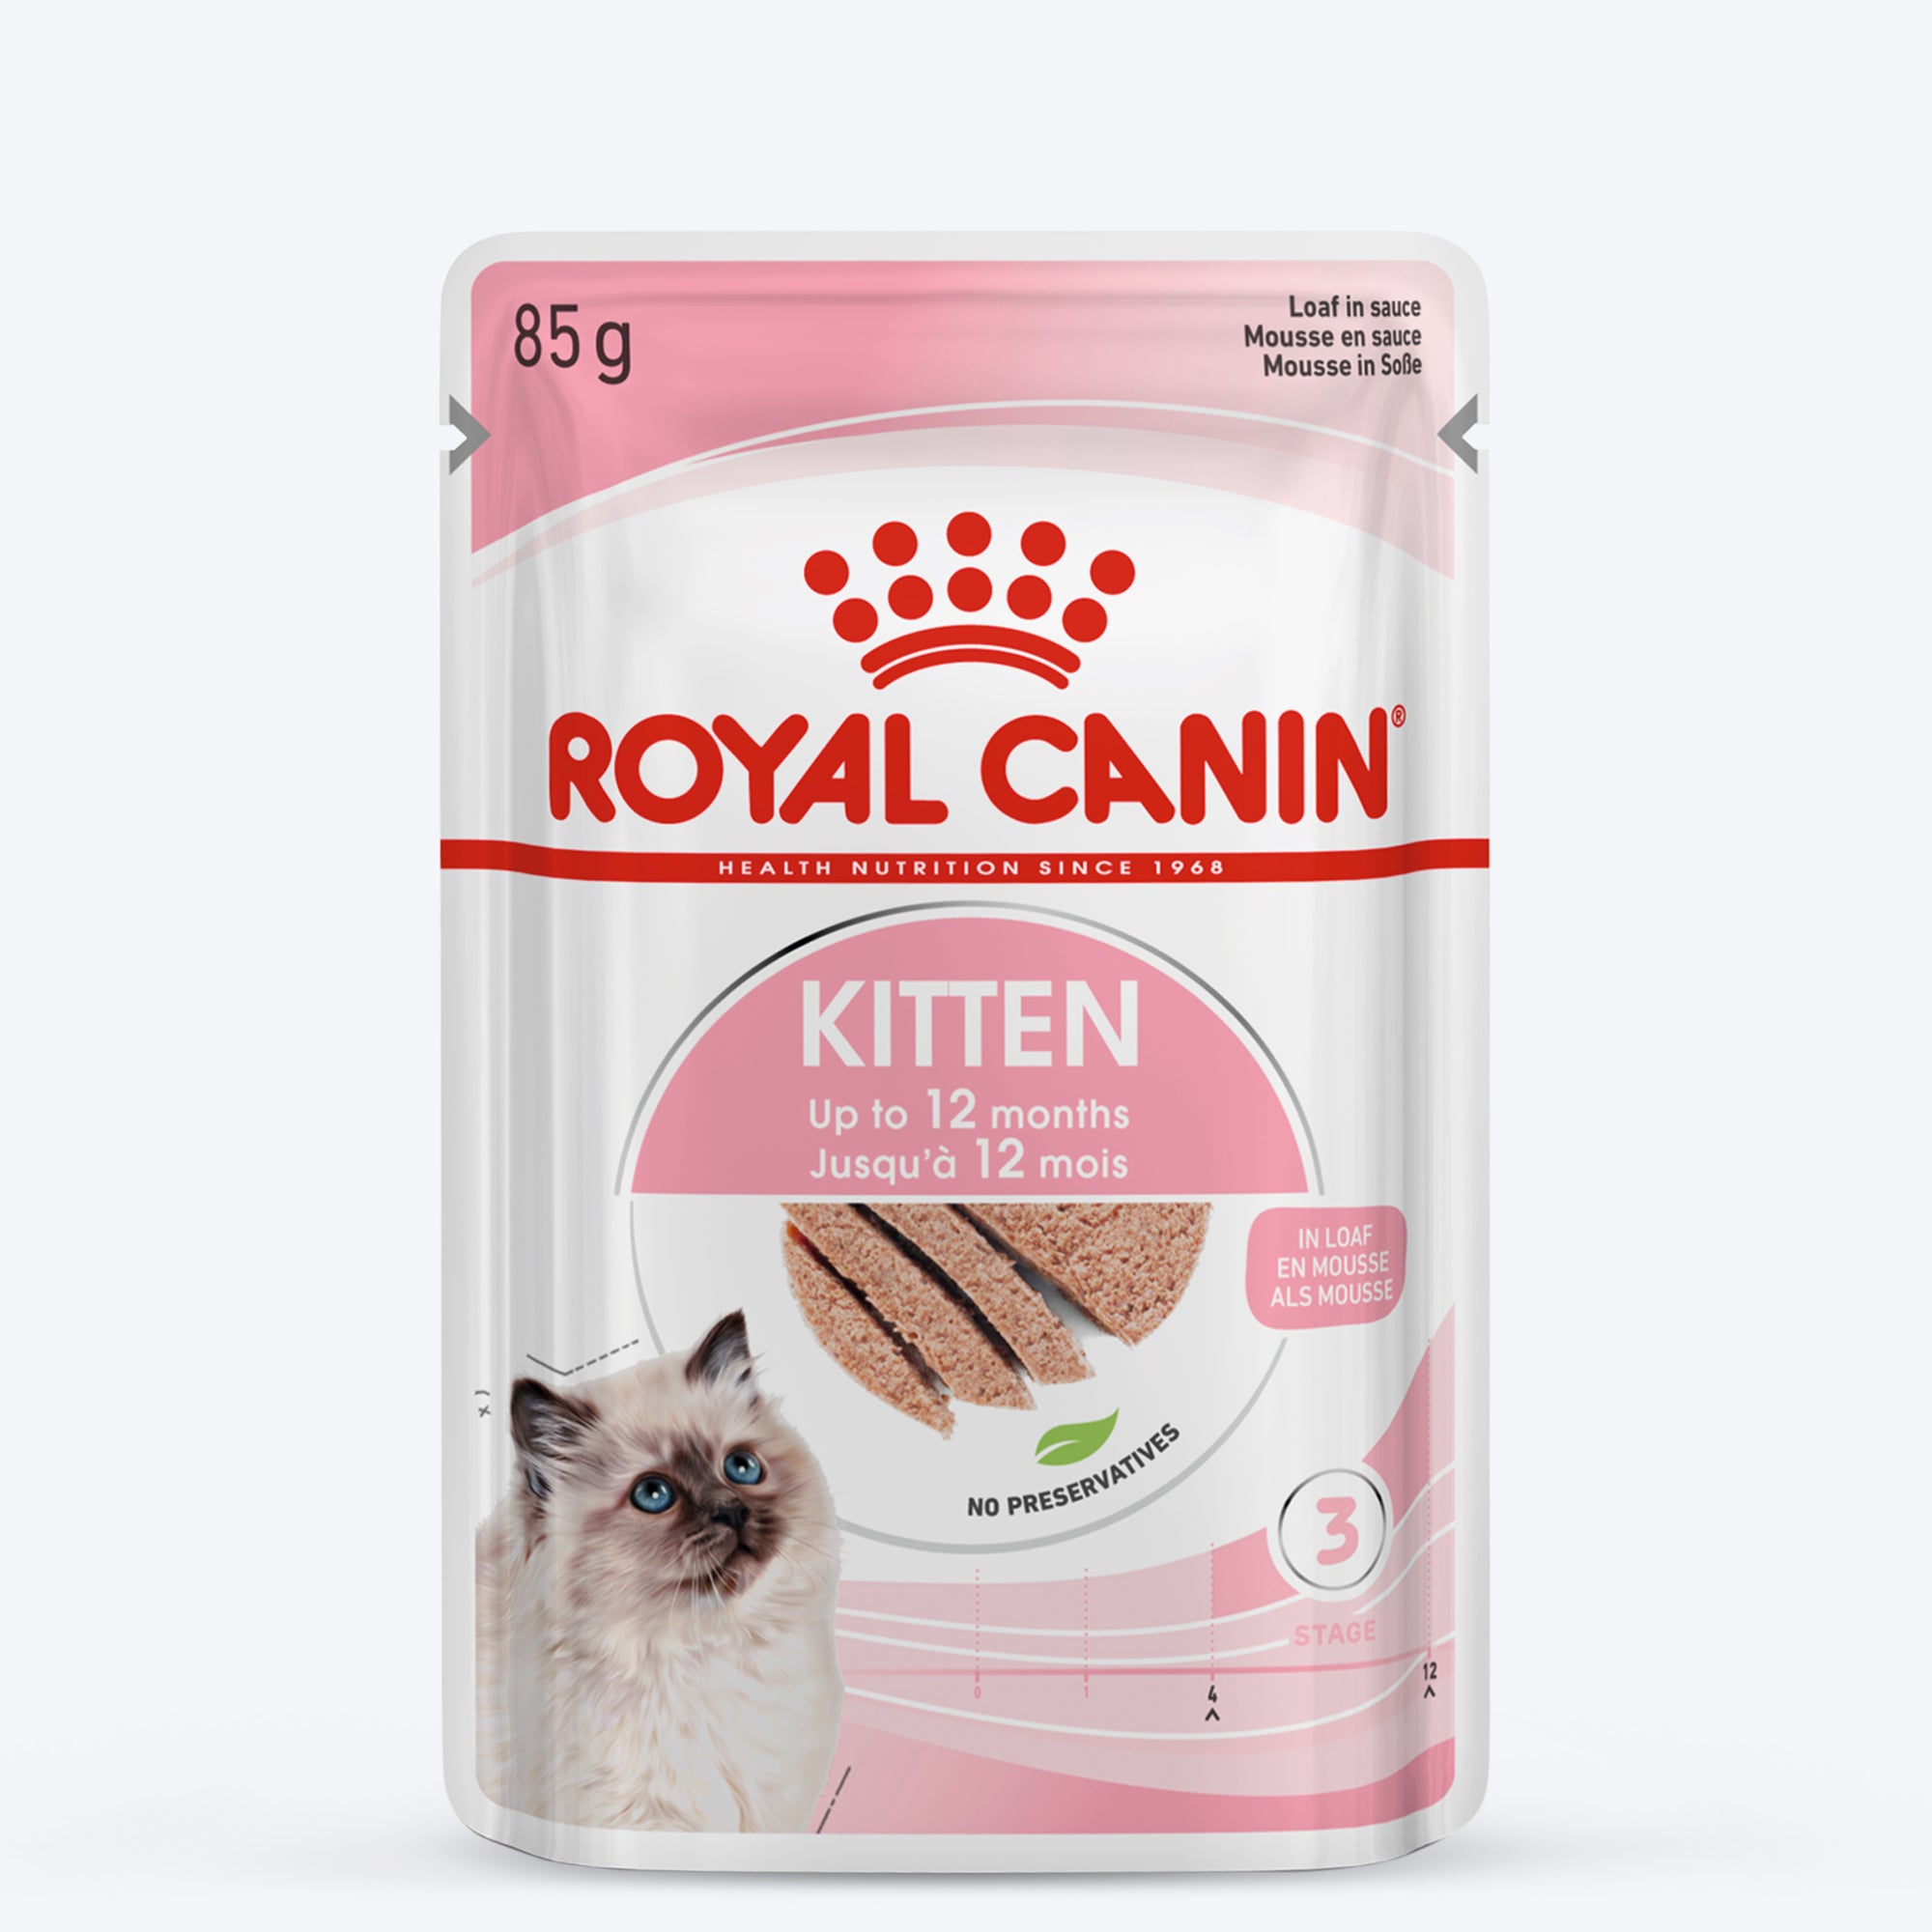 85 g
Loaf in sauce
Mousse en sauce
Mousse in Soße
ROYAL CANIN®
HEALTH NUTRITION SINCE 1968
KITTEN
Up to 12 months
Jusqu'à 12 mois
IN LOAF
EN MOUSSE
ALS MOUSSE
NO PRESERVATIVES
3
STAGE
0 1 4 12